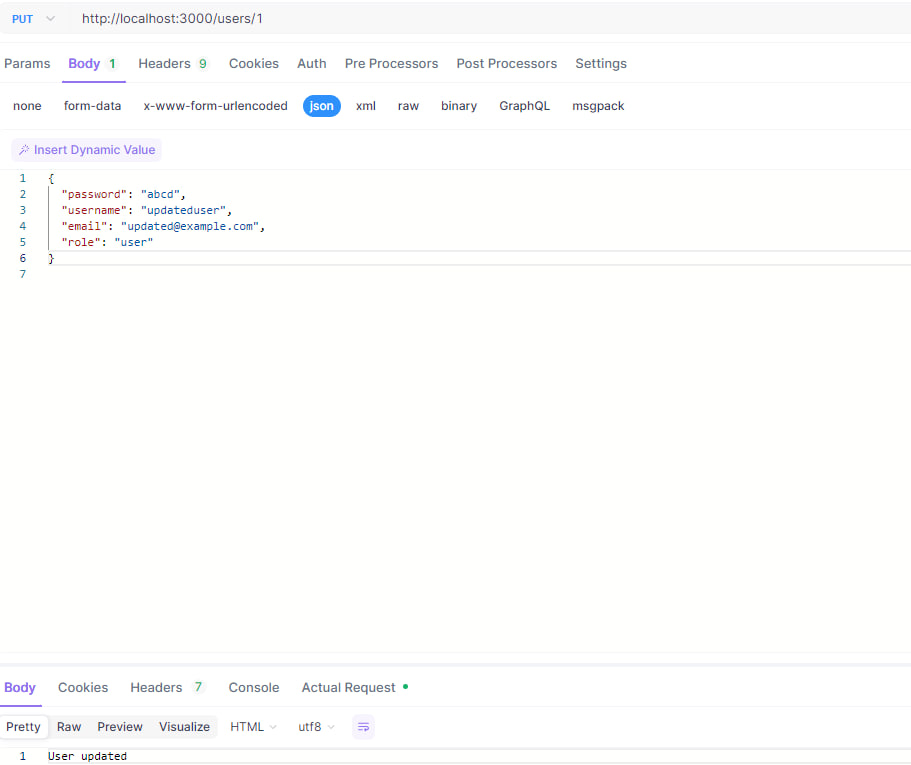 PUT http://localhost:3000/users/1
Params Body 1 Headers 9 Cookies Auth Pre Processors Post Processors Settings
none form-data x-www-form-urlencoded json xml raw binary GraphQL msgpack
Insert Dynamic Value
1 {
2 "password": "abcd",
3 "username": "updateduser",
4 "email": "updated@example.com",
5 "role": "user"
6 }
7
Body Cookies Headers 7 Console Actual Request
Pretty Raw Preview Visualize HTML utf8
1 User updated